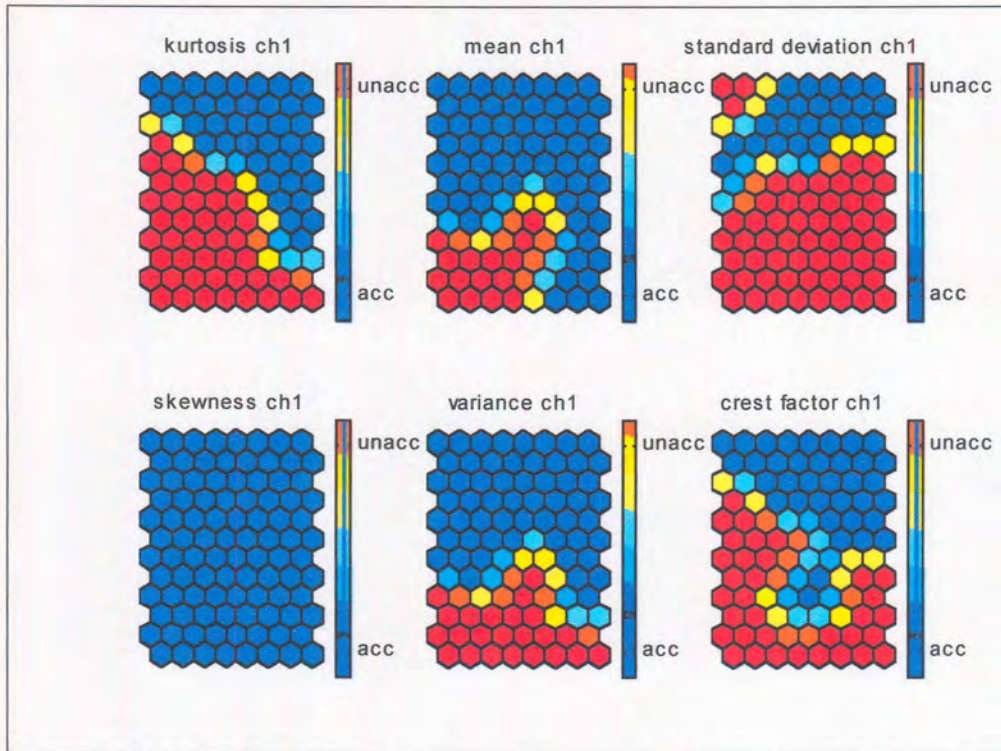 kurtosis ch1
mean ch1
standard deviation ch1
unacc
unacc
unacc
acc
acc
acc
skewness ch1
variance ch1
crest factor ch1
unacc
unacc
unacc
acc
acc
acc